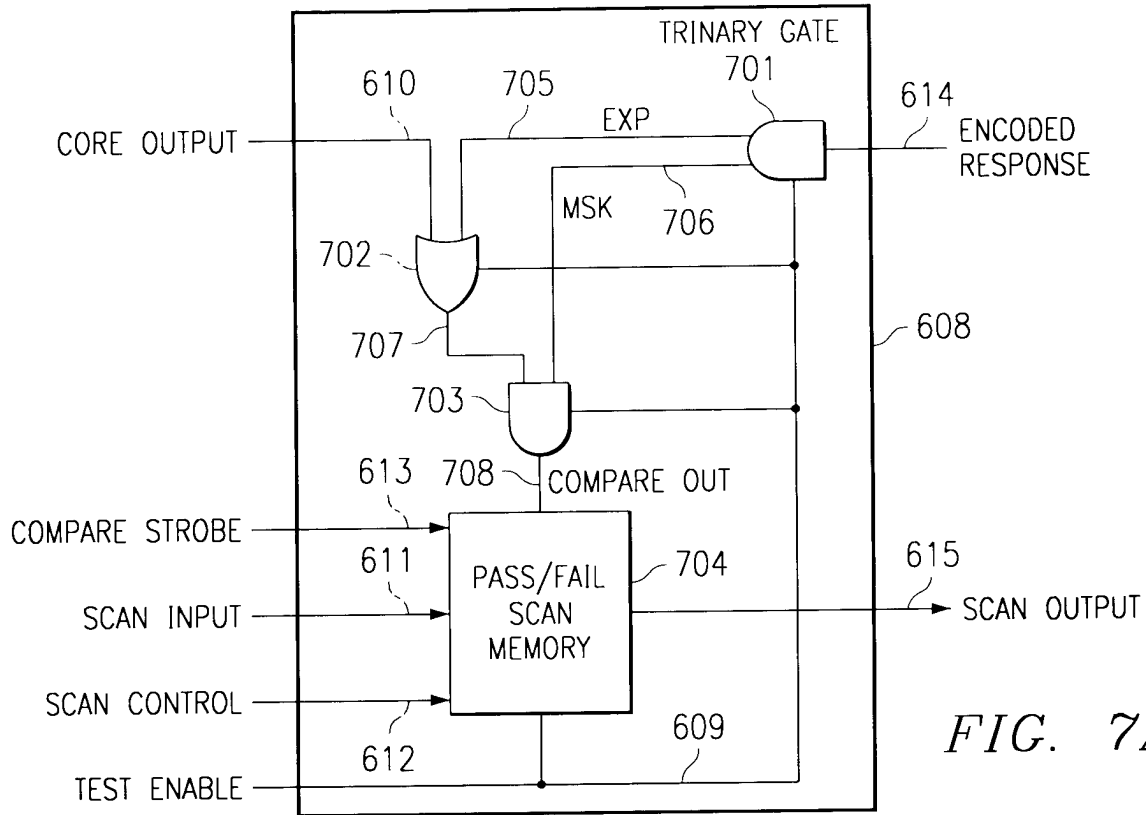 TRINARY GATE
701
610
705
EXP
614
CORE OUTPUT
ENCODED
RESPONSE
706
MSK
702
707
608
703
708
COMPARE OUT
613
COMPARE STROBE
704
615
611
PASS/FAIL
SCAN
MEMORY
SCAN INPUT
SCAN OUTPUT
SCAN CONTROL
612
609
TEST ENABLE
FIG. 7A